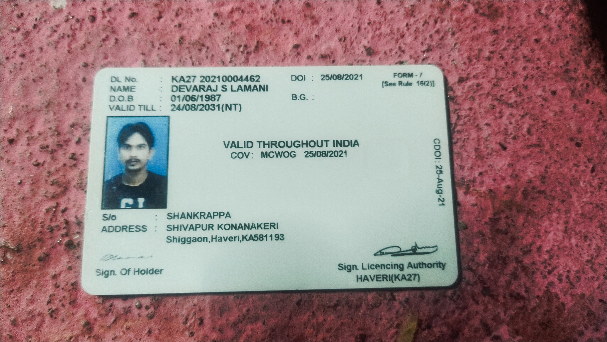 DL No. : KA27 20210004462 DOI : 25/08/2021 FORM - 7
NAME : DEVARAJ S LAMANI [See Rule 16(2)]
D.O.B : 01/06/1987 B.G. :
VALID TILL : 24/08/2031(NT)
VALID THROUGHOUT INDIA
COV: MCWOG 25/08/2021
CDOI: 25-Aug-21
S/o : SHANKRAPPA
ADDRESS : SHIVAPUR KONANAKERI
Shiggaon,Haveri,KA581193
Sign. Of Holder
Sign. Licencing Authority
HAVERI(KA27)